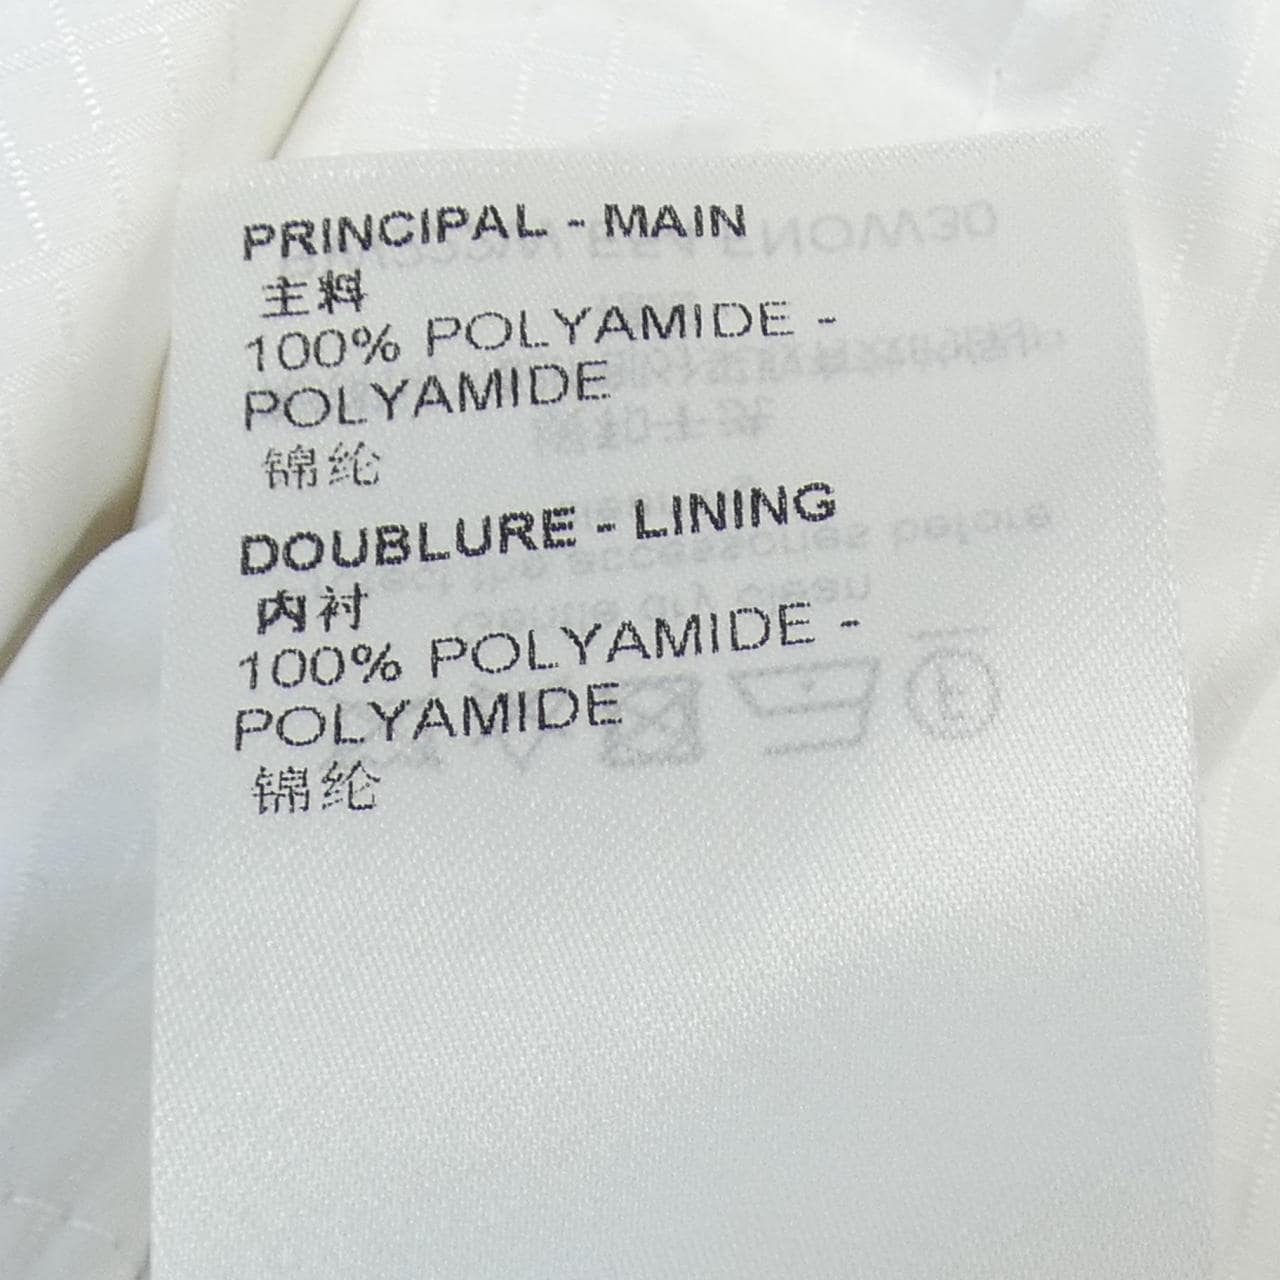 PRINCIPAL - MAIN
主料
100% POLYAMIDE -
POLYAMIDE
锦纶
DOUBLURE - LINING
内衬
100% POLYAMIDE -
POLYAMIDE
锦纶